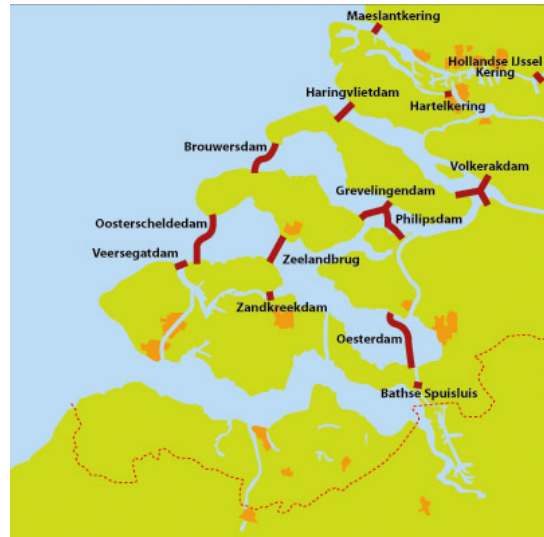 Maeslantkering
Hollandse IJssel
Kering
Haringvlietdam
Hartelkering
Brouwersdam
Volkerakdam
Grevelingendam
Philipsdam
Oosterscheldedam
Veersegatdam
Zeelandbrug
Zandkreekdam
Oesterdam
Bathse Spuisluis